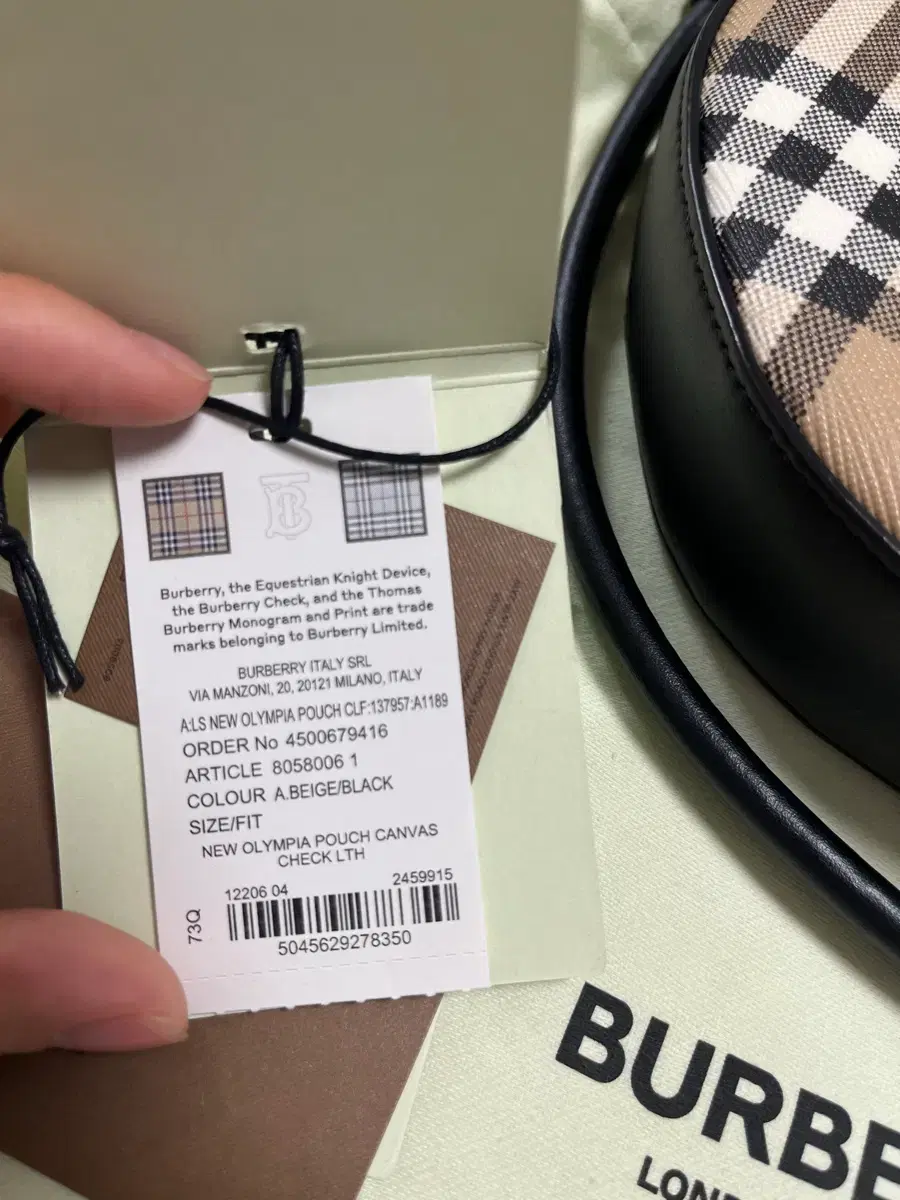 Burberry, the Equestrian Knight Device,
the Burberry Check, and the Thomas
Burberry Monogram and Print are trade
marks belonging to Burberry Limited.
BURBERRY ITALY SRL
VIA MANZONI, 20, 20121 MILANO, ITALY
A:LS NEW OLYMPIA POUCH CLF:137957:A1189
ORDER No 4500679416
ARTICLE 8058006 1
COLOUR A.BEIGE/BLACK
SIZE/FIT
NEW OLYMPIA POUCH CANVAS
CHECK LTH
12206 04 2459915
73Q
5045629278350
BURBE
LON